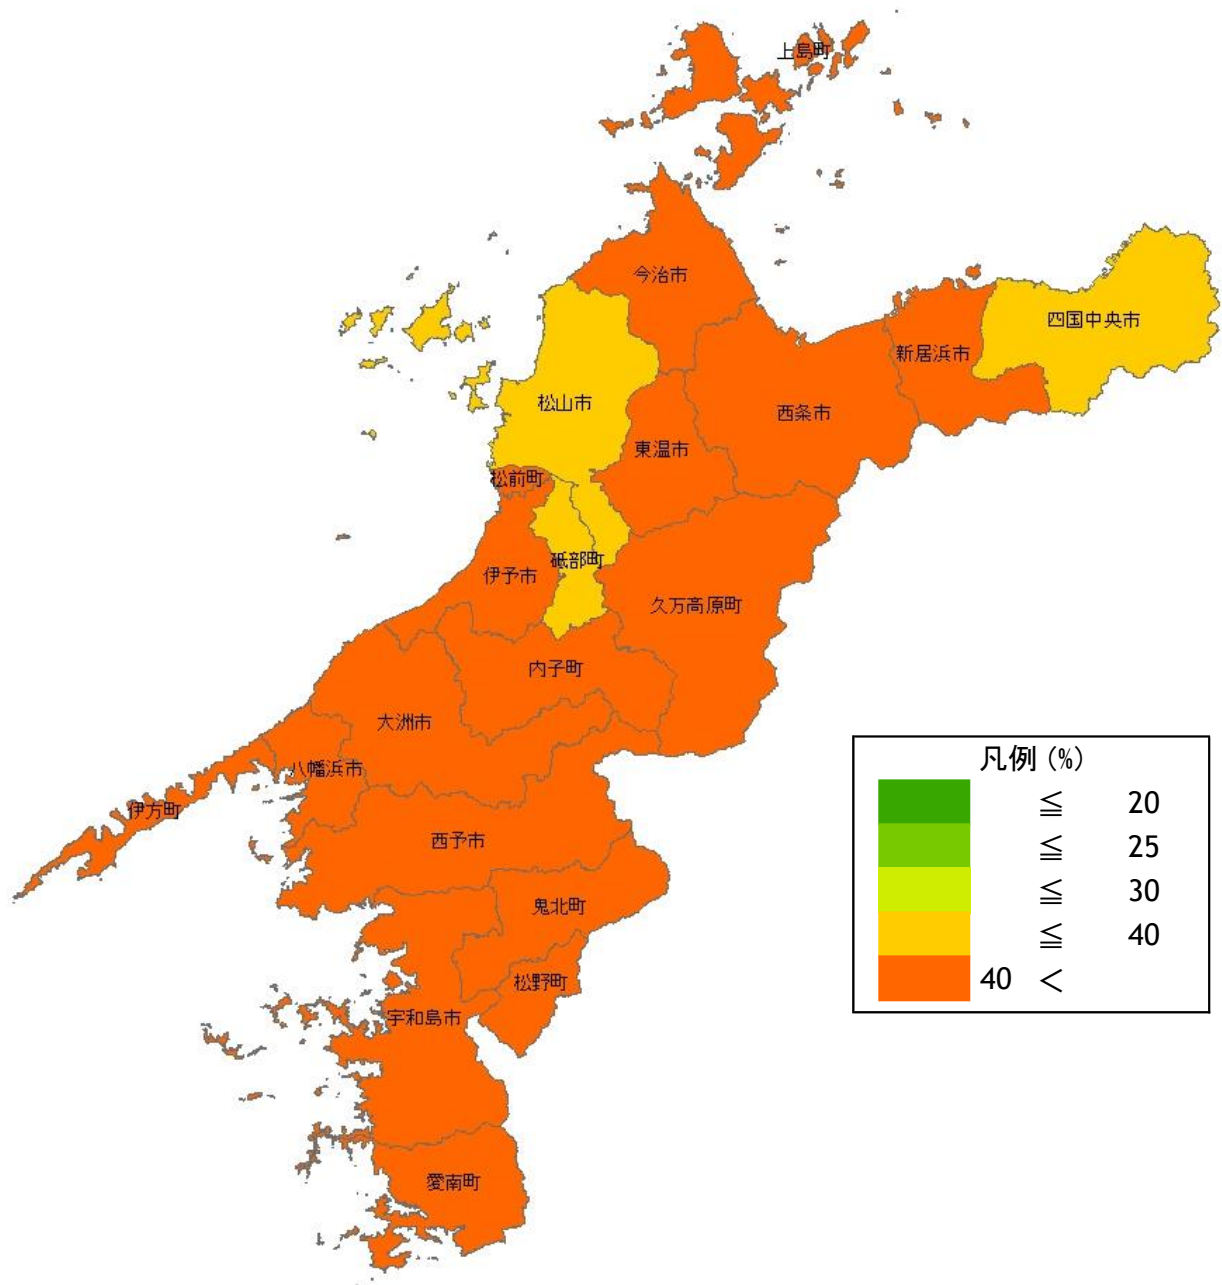 上島町
今治市
四国中央市
新居浜市
松山市
西条市
東温市
松前町
砥部町
伊予市
久万高原町
内子町
大洲市
八幡浜市
伊方町
西予市
鬼北町
松野町
宇和島市
愛南町
凡例 (%)
≦ 20
≦ 25
≦ 30
≦ 40
40 <